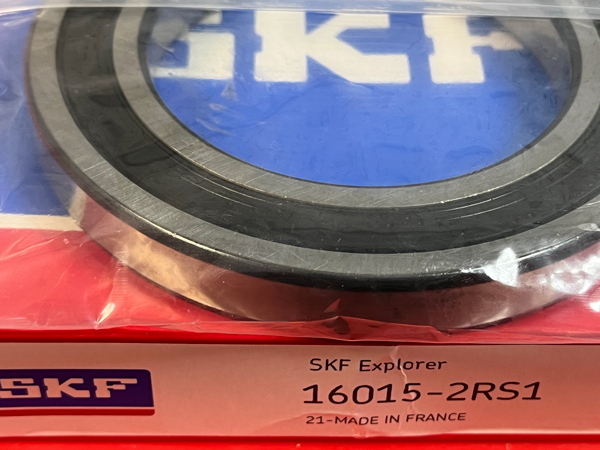 SKF
SKF
SKF Explorer
16015-2RS1
21-MADE IN FRANCE